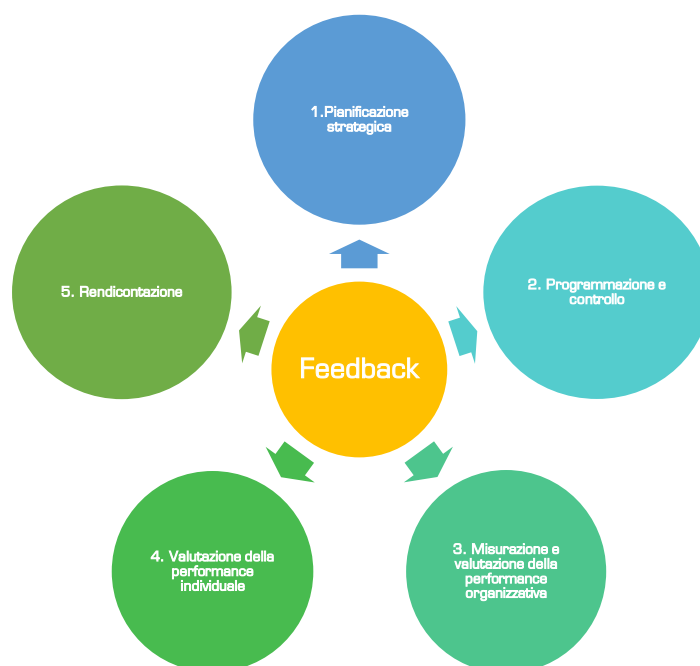 1.Pianificazione
strategica
2. Programmazione e
controllo
3. Misurazione e
valutazione della
performance
organizzativa
4. Valutazione della
performance
individuale
5. Rendicontazione
Feedback